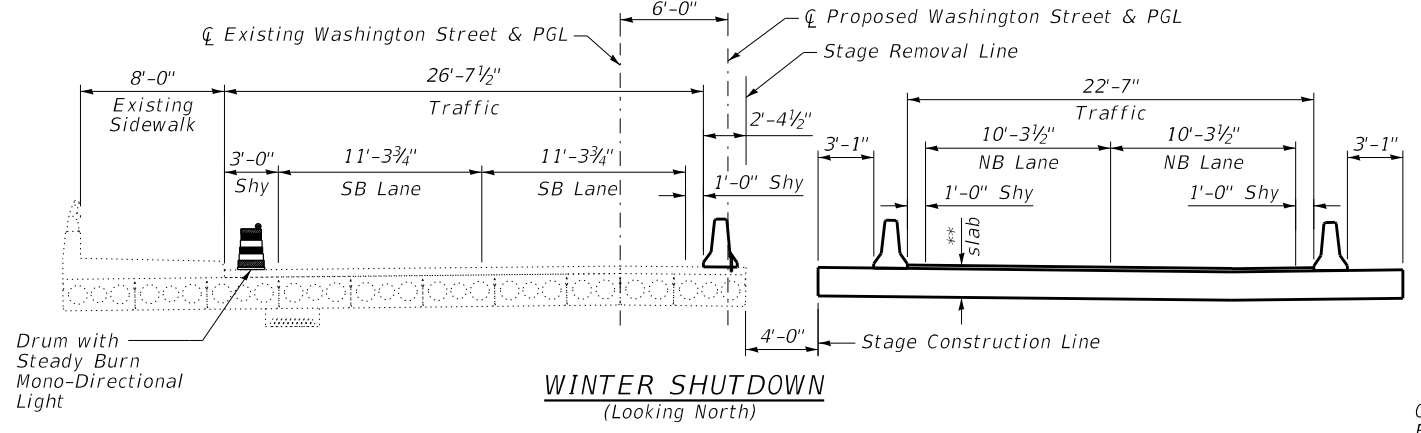 6'-0"
℄ Existing Washington Street & PGL
℄ Proposed Washington Street & PGL
Stage Removal Line
8'-0"
Existing
Sidewalk
26'-7½"
Traffic
2'-4½"
22'-7"
Traffic
3'-0"
Shy
11'-3¾"
SB Lane
11'-3¾"
SB Lane
1'-0" Shy
3'-1"
10'-3½"
NB Lane
10'-3½"
NB Lane
3'-1"
1'-0" Shy
1'-0" Shy
**
slab
Drum with
Steady Burn
Mono-Directional
Light
4'-0"
Stage Construction Line
WINTER SHUTDOWN
(Looking North)